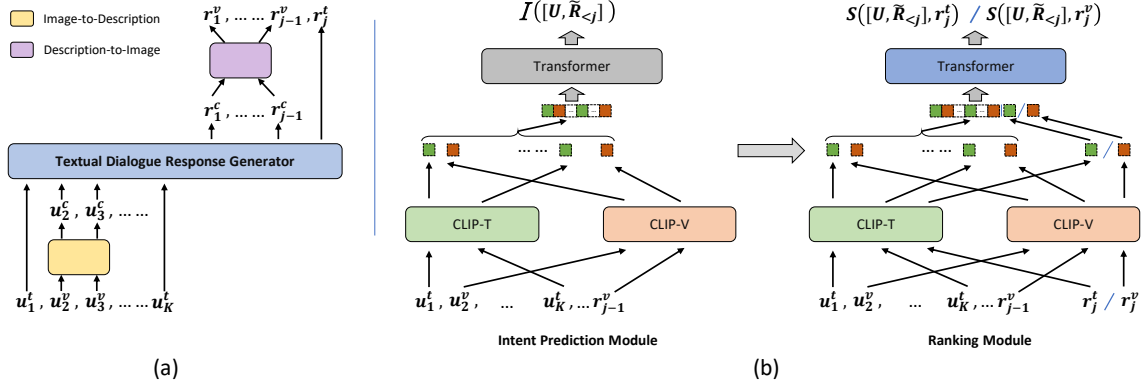 Image-to-Description
Description-to-Image
r_1^v, ... ... r_{j-1}^v, r_j^t
r_1^c, ... ... r_{j-1}^c
Textual Dialogue Response Generator
u_2^c, u_3^c, ... ...
u_1^t, u_2^v, u_3^v, ... ... u_K^t
(a)
I([U, R̃_{<j}])
Transformer
... ...
... ...
CLIP-T CLIP-V
u_1^t, u_2^v, ... u_K^t, ... r_{j-1}^v
Intent Prediction Module
S([U, R̃_{<j}], r_j^t) / S([U, R̃_{<j}], r_j^v)
Transformer
... ... /
... ... /
CLIP-T CLIP-V
u_1^t, u_2^v, ... u_K^t, ... r_{j-1}^v r_j^t / r_j^v
Ranking Module
(b)